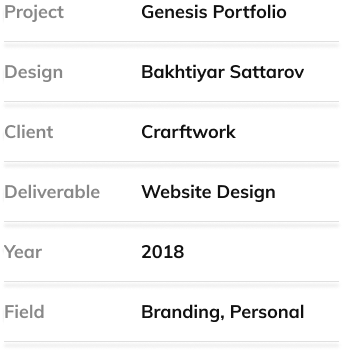 Project Genesis Portfolio
Design Bakhtiyar Sattarov
Client Crarftwork
Deliverable Website Design
Year 2018
Field Branding, Personal